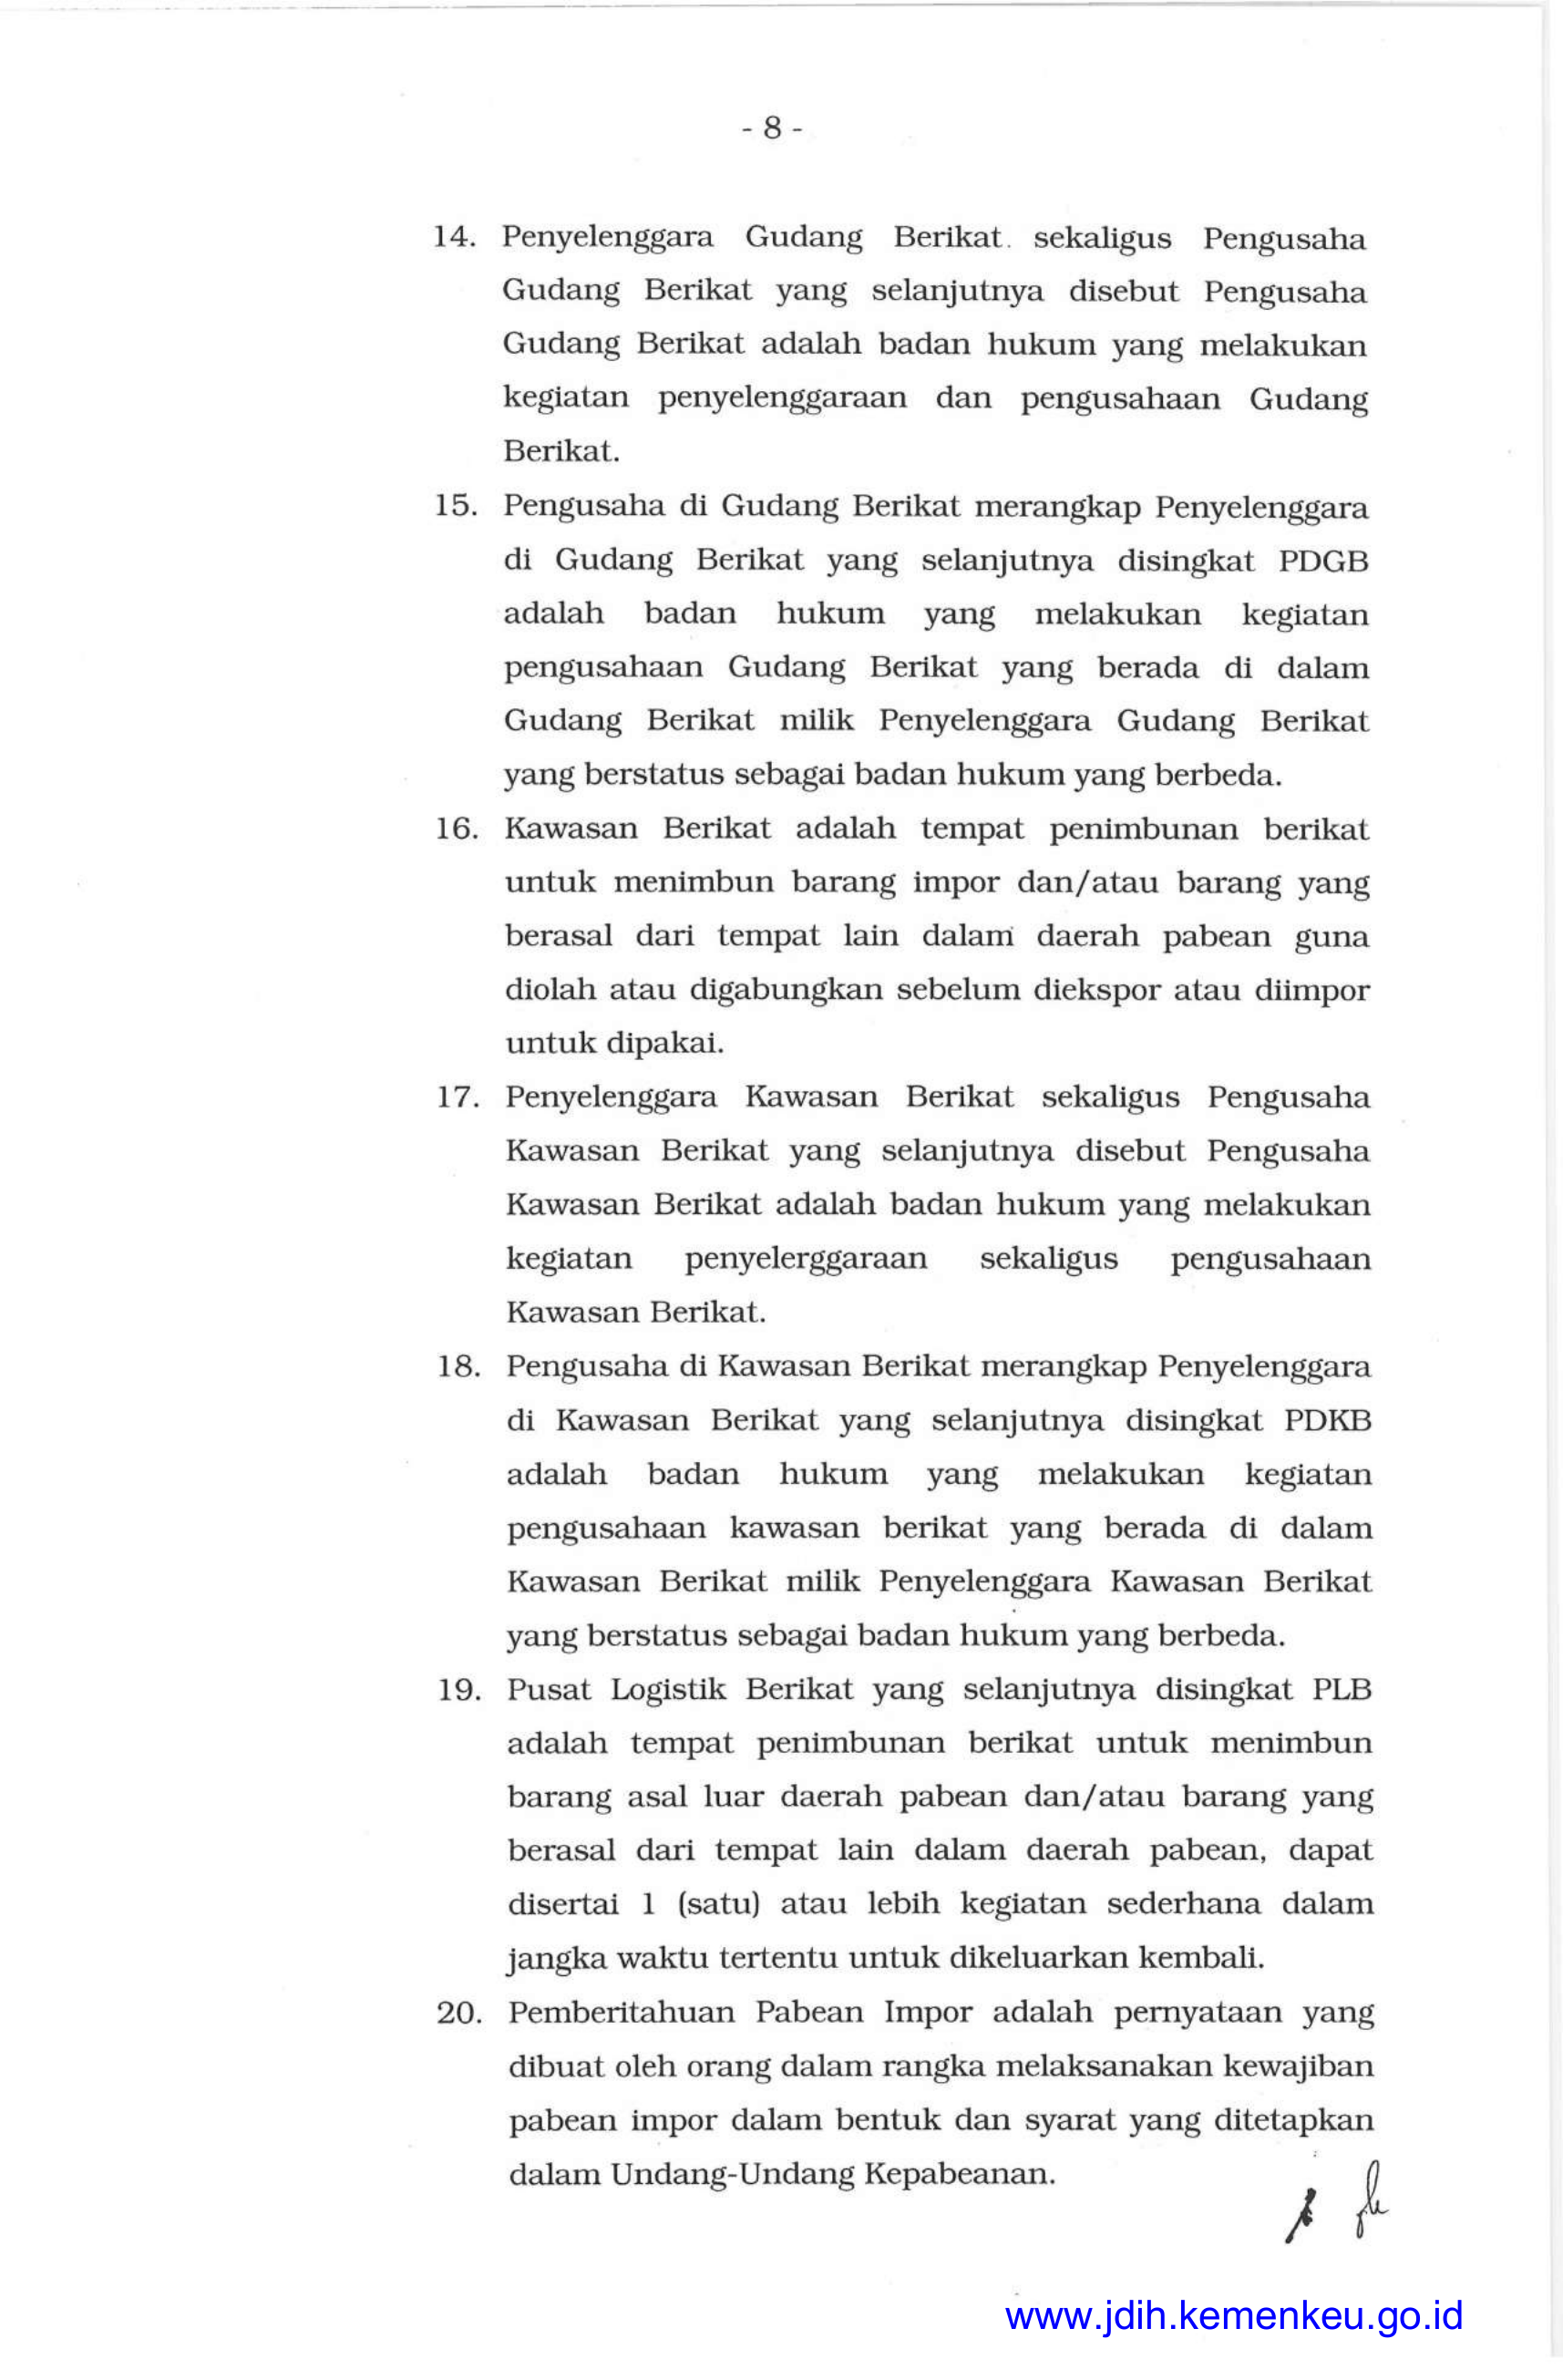 - 8 -
14. Penyelenggara Gudang Berikat. sekaligus Pengusaha
Gudang Berikat yang selanjutnya disebut Pengusaha
Gudang Berikat adalah badan hukum yang melakukan
kegiatan penyelenggaraan dan pengusahaan Gudang
Berikat.
15. Pengusaha di Gudang Berikat merangkap Penyelenggara
di Gudang Berikat yang selanjutnya disingkat PDGB
adalah badan hukum yang melakukan kegiatan
pengusahaan Gudang Berikat yang berada di dalam
Gudang Berikat milik Penyelenggara Gudang Berikat
yang berstatus sebagai badan hukum yang berbeda.
16. Kawasan Berikat adalah tempat penimbunan berikat
untuk menimbun barang impor dan/atau barang yang
berasal dari tempat lain dalam daerah pabean guna
diolah atau digabungkan sebelum diekspor atau diimpor
untuk dipakai.
17. Penyelenggara Kawasan Berikat sekaligus Pengusaha
Kawasan Berikat yang selanjutnya disebut Pengusaha
Kawasan Berikat adalah badan hukum yang melakukan
kegiatan penyelerggaraan sekaligus pengusahaan
Kawasan Berikat.
18. Pengusaha di Kawasan Berikat merangkap Penyelenggara
di Kawasan Berikat yang selanjutnya disingkat PDKB
adalah badan hukum yang melakukan kegiatan
pengusahaan kawasan berikat yang berada di dalam
Kawasan Berikat milik Penyelenggara Kawasan Berikat
yang berstatus sebagai badan hukum yang berbeda.
19. Pusat Logistik Berikat yang selanjutnya disingkat PLB
adalah tempat penimbunan berikat untuk menimbun
barang asal luar daerah pabean dan/atau barang yang
berasal dari tempat lain dalam daerah pabean, dapat
disertai 1 (satu) atau lebih kegiatan sederhana dalam
jangka waktu tertentu untuk dikeluarkan kembali.
20. Pemberitahuan Pabean Impor adalah pernyataan yang
dibuat oleh orang dalam rangka melaksanakan kewajiban
pabean impor dalam bentuk dan syarat yang ditetapkan
dalam Undang-Undang Kepabeanan.
www.jdih.kemenkeu.go.id